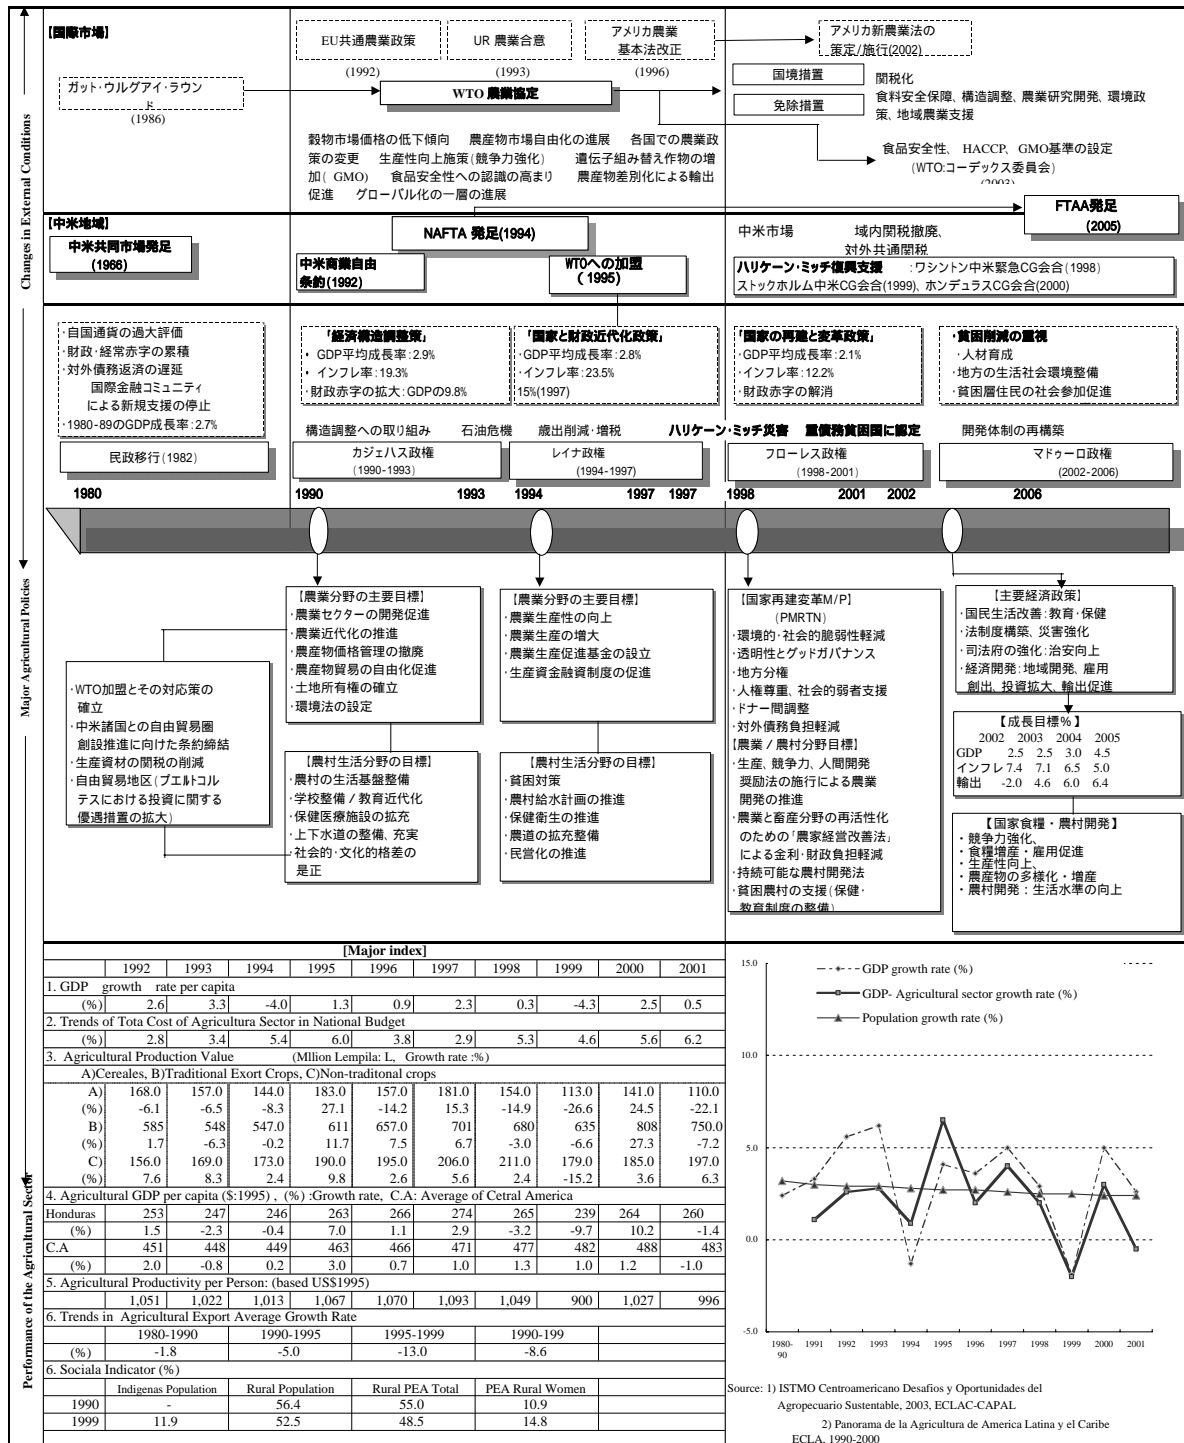 Changes in External Conditions
Major Agricultural Policies
Performance of the Agricultural Sector
【国際市場】
ガット・ウルグアイ・ラウン
ド
(1986)
EU共通農業政策
(1992)
UR 農業合意
(1993)
アメリカ農業
基本法改正
(1996)
アメリカ新農業法の
策定/施行(2002)
WTO 農業協定
国境措置
関税化
免除措置
食料安全保障、構造調整、農業研究開発、環境政
策、地域農業支援
穀物市場価格の低下傾向 農産物市場自由化の進展 各国での農業政
策の変更 生産性向上施策(競争力強化) 遺伝子組み替え作物の増
加( GMO) 食品安全性への認識の高まり 農産物差別化による輸出
促進 グローバル化の一層の進展
食品安全性、 HACCP、GMO基準の設定
(WTO:コーデックス委員会)
(2003)
【中米地域】
中米共同市場発足
(1966)
NAFTA 発足(1994)
FTAA発足
(2005)
中米商業自由
条約(1992)
WTOへの加盟
( 1995)
中米市場 域内関税撤廃、
対外共通関税
ハリケーン・ミッチ復興支援 :ワシントン中米緊急CG会合(1998)
ストックホルム中米CG会合(1999)、ホンデュラスCG会合(2000)
・自国通貨の過大評価
・財政・経常赤字の累積
・対外債務返済の遅延
国際金融コミュニティ
による新規支援の停止
・1980-89のGDP成長率:2.7%
「経済構造調整策」
・ GDP平均成長率:2.9%
・ インフレ率:19.3%
・財政赤字の拡大:GDPの9.8%
「国家と財政近代化政策」
・GDP平均成長率:2.8%
・インフレ率:23.5%
15%(1997)
「国家の再建と変革政策」
・GDP平均成長率:2.1%
・インフレ率:12.2%
・財政赤字の解消
・貧困削減の重視
・人材育成
・地方の生活社会環境整備
・貧困層住民の社会参加促進
構造調整への取り組み 石油危機 歳出削減・増税 ハリケーン・ミッチ災害 重債務貧困国に認定 開発体制の再構築
民政移行(1982)
カジェハス政権
(1990-1993)
レイナ政権
(1994-1997)
フローレス政権
(1998-2001)
マドゥーロ政権
(2002-2006)
1980 1990 1993 1994 1997 1997 1998 2001 2002 2006
・WTO加盟とその対応策の
確立
・中米諸国との自由貿易圏
創設推進に向けた条約締結
・生産資材の関税の削減
・自由貿易地区(プエルトコル
テスにおける投資に関する
優遇措置の拡大)
【農業分野の主要目標】
・農業セクターの開発促進
・農業近代化の推進
・農産物価格管理の撤廃
・農産物貿易の自由化促進
・土地所有権の確立
・環境法の設定
【農村生活分野の目標】
・農村の生活基盤整備
・学校整備/教育近代化
・保健医療施設の拡充
・上下水道の整備、充実
・社会的・文化的格差の
是正
【農業分野の主要目標】
・農業生産性の向上
・農業生産の増大
・農業生産促進基金の設立
・生産資金融資制度の促進
【農村生活分野の目標】
・貧困対策
・農村給水計画の推進
・保健衛生の推進
・農道の拡充整備
・民営化の推進
【国家再建変革M/P】
(PMRTN)
・環境的・社会的脆弱性軽減
・透明性とグッドガバナンス
・地方分権
・人権尊重、社会的弱者支援
・ドナー間調整
・対外債務負担軽減
【農業/農村分野目標】
・生産、競争力、人間開発
奨励法の施行による農業
開発の推進
・農業と畜産分野の再活性化
のための「農家経営改善法」
による金利・財政負担軽減
・持続可能な農村開発法
・貧困農村の支援(保健・
教育制度の整備)
【主要経済政策】
・国民生活改善:教育・保健
・法制度構築、災害強化
・司法府の強化:治安向上
・経済開発:地域開発、雇用
創出、投資拡大、輸出促進
【成長目標%】
2002 2003 2004 2005
GDP 2.5 2.5 3.0 4.5
インフレ 7.4 7.1 6.5 5.0
輸出 -2.0 4.6 6.0 6.4
【国家食糧・農村開発】
・ 競争力強化、
・ 食糧増産・雇用促進
・ 生産性向上、
・ 農産物の多様化・増産
・ 農村開発：生活水準の向上
[Major index]
1992 1993 1994 1995 1996 1997 1998 1999 2000 2001
1. GDP growth rate per capita
(%) 2.6 3.3 -4.0 1.3 0.9 2.3 0.3 -4.3 2.5 0.5
2. Trends of Tota Cost of Agricultura Sector in National Budget
(%) 2.8 3.4 5.4 6.0 3.8 2.9 5.3 4.6 5.6 6.2
3. Agricultural Production Value (Mllion Lempila: L, Growth rate :%)
A)Cereales, B)Traditional Exort Crops, C)Non-traditonal crops
A) 168.0 157.0 144.0 183.0 157.0 181.0 154.0 113.0 141.0 110.0
(%) -6.1 -6.5 -8.3 27.1 -14.2 15.3 -14.9 -26.6 24.5 -22.1
B) 585 548 547.0 611 657.0 701 680 635 808 750.0
(%) 1.7 -6.3 -0.2 11.7 7.5 6.7 -3.0 -6.6 27.3 -7.2
C) 156.0 169.0 173.0 190.0 195.0 206.0 211.0 179.0 185.0 197.0
(%) 7.6 8.3 2.4 9.8 2.6 5.6 2.4 -15.2 3.6 6.3
4. Agricultural GDP per capita ($:1995) , (%) :Growth rate, C.A: Average of Cetral America
Honduras 253 247 246 263 266 274 265 239 264 260
(%) 1.5 -2.3 -0.4 7.0 1.1 2.9 -3.2 -9.7 10.2 -1.4
C.A 451 448 449 463 466 471 477 482 488 483
(%) 2.0 -0.8 0.2 3.0 0.7 1.0 1.3 1.0 1.2 -1.0
5. Agricultural Productivity per Person: (based US$1995)
1,051 1,022 1,013 1,067 1,070 1,093 1,049 900 1,027 996
6. Trends in Agricultural Export Average Growth Rate
1980-1990 1990-1995 1995-1999 1990-199
(%) -1.8 -5.0 -13.0 -8.6
6. Sociala Indicator (%)
Indigenas Population Rural Population Rural PEA Total PEA Rural Women
1990 - 56.4 55.0 10.9
1999 11.9 52.5 48.5 14.8
GDP growth rate (%)
GDP- Agricultural sector growth rate (%)
Population growth rate (%)
15.0
10.0
5.0
0.0
-5.0
1980-
90 1991 1992 1993 1994 1995 1996 1997 1998 1999 2000 2001
Source: 1) ISTMO Centroamericano Desafios y Oportunidades del
Agropecuario Sustentable, 2003, ECLAC-CAPAL
2) Panorama de la Agricultura de America Latina y el Caribe
ECLA, 1990-2000